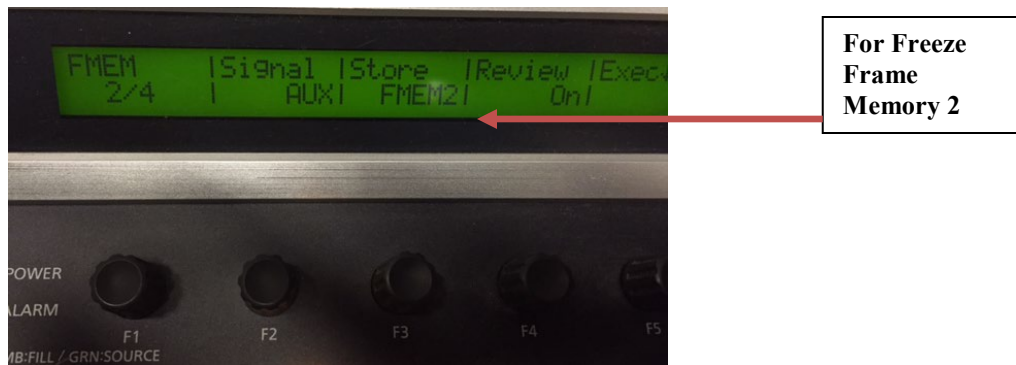 FMEM |Signal |Store |Review |Exec
2/4 | AUX| FMEM2| On|
For Freeze
Frame
Memory 2
POWER
ALARM
F1 F2 F3 F4 F5
MB:FILL / GRN:SOURCE